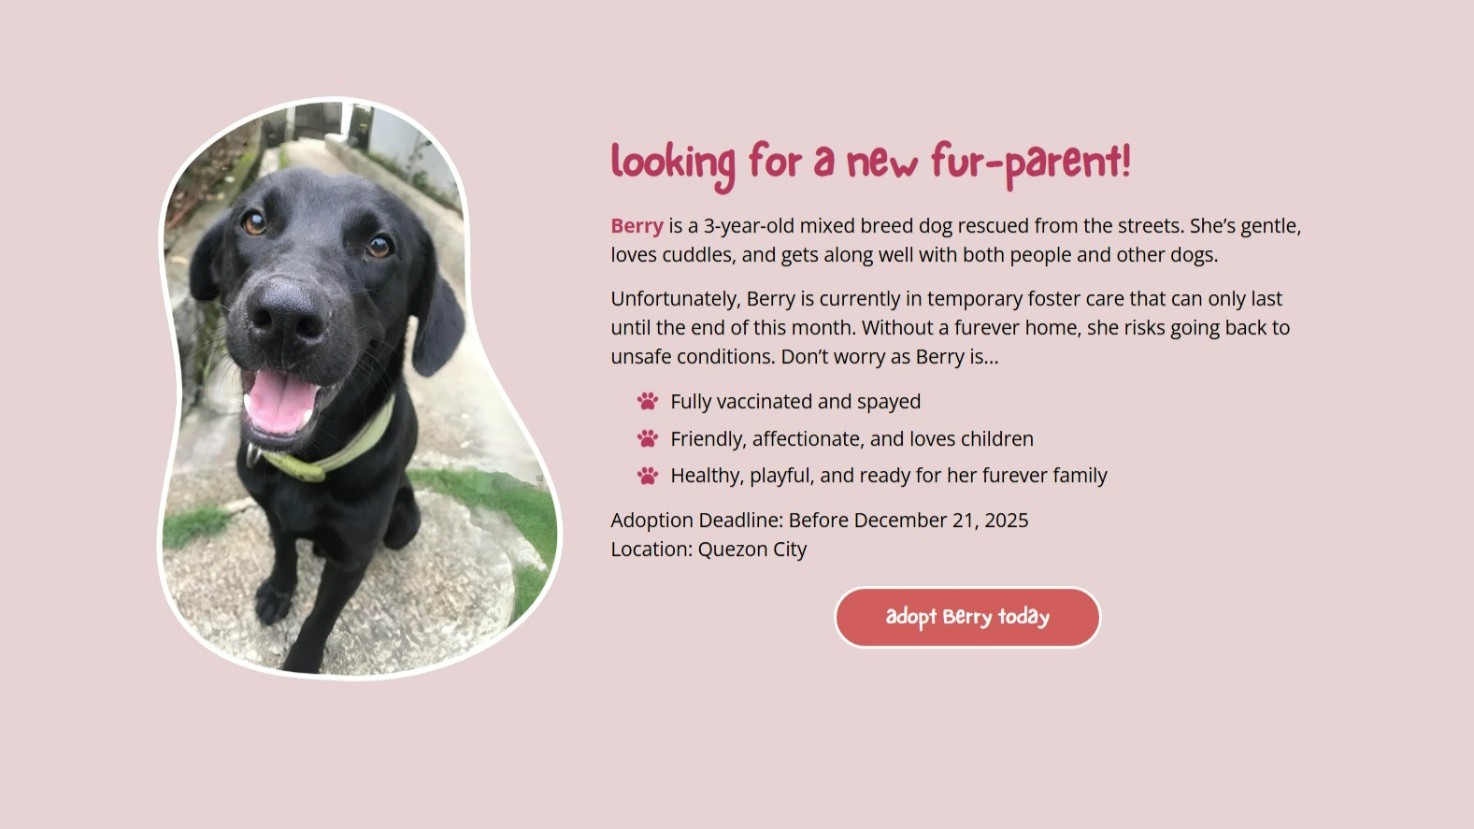 looking for a new fur-parent!
Berry is a 3-year-old mixed breed dog rescued from the streets. She’s gentle,
loves cuddles, and gets along well with both people and other dogs.
Unfortunately, Berry is currently in temporary foster care that can only last
until the end of this month. Without a furever home, she risks going back to
unsafe conditions. Don’t worry as Berry is...
Fully vaccinated and spayed
Friendly, affectionate, and loves children
Healthy, playful, and ready for her furever family
Adoption Deadline: Before December 21, 2025
Location: Quezon City
adopt Berry today